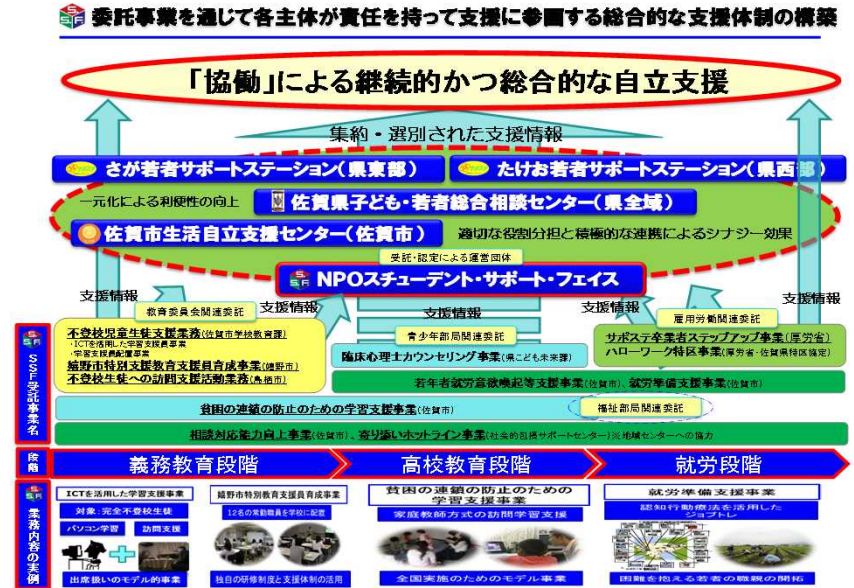 SSF 委託事業を通じて各主体が責任を持って支援に参画する総合的な支援体制の構築
「協働」による継続的かつ総合的な自立支援
集約・選別された支援情報
さが若者サポートステーション（県東部）
たけお若者サポートステーション（県西部）
一元化による利便性の向上
佐賀県子ども・若者総合相談センター（県全域）
佐賀市生活自立支援センター（佐賀市）
適切な役割分担と積極的な連携によるシナジー効果
受託・認定による運営団体
SSF NPOスチューデント・サポート・フェイス
支援情報
支援情報
支援情報
支援情報
支援情報
教育委員会関連委託
青少年部局関連委託
雇用労働関連委託
SSF受託事業名
不登校児童生徒支援業務（佐賀市学校教育課）
・ICTを活用した学習支援員事業
・学習支援員配置事業
嬉野市特別支援教育支援員育成事業（嬉野市）
不登校生徒への訪問支援活動業務（鳥栖市）
臨床心理士カウンセリング事業（県こども未来課）
サポステ卒業者ステップアップ事業（厚労省）
ハローワーク特区事業（厚労省・佐賀県特区協定）
若年者就労意欲喚起等支援事業（佐賀市）、就労準備支援事業（佐賀市）
貧困の連鎖の防止のための学習支援事業（佐賀市）
福祉部局関連委託
相談対応能力向上事業（佐賀市）、寄り添いホットライン事業（社会的包摂サポートセンター）※地域センターへの協力
段階
義務教育段階
高校教育段階
就労段階
SSF 業務内容の実例
ICTを活用した学習支援事業
対象：完全不登校生徒
パソコン学習
訪問支援
出席扱いのモデル的事業
嬉野市特別教育支援員育成事業
12名の常勤職員を学校に配置
独自の研修制度と支援体制の活用
貧困の連鎖の防止のための
学習支援事業
家庭教師方式の訪問学習支援
全国実施のためのモデル事業
就労準備支援事業
認知行動療法を活用した
ジョブトレ
困難を抱える若者の職親の開拓